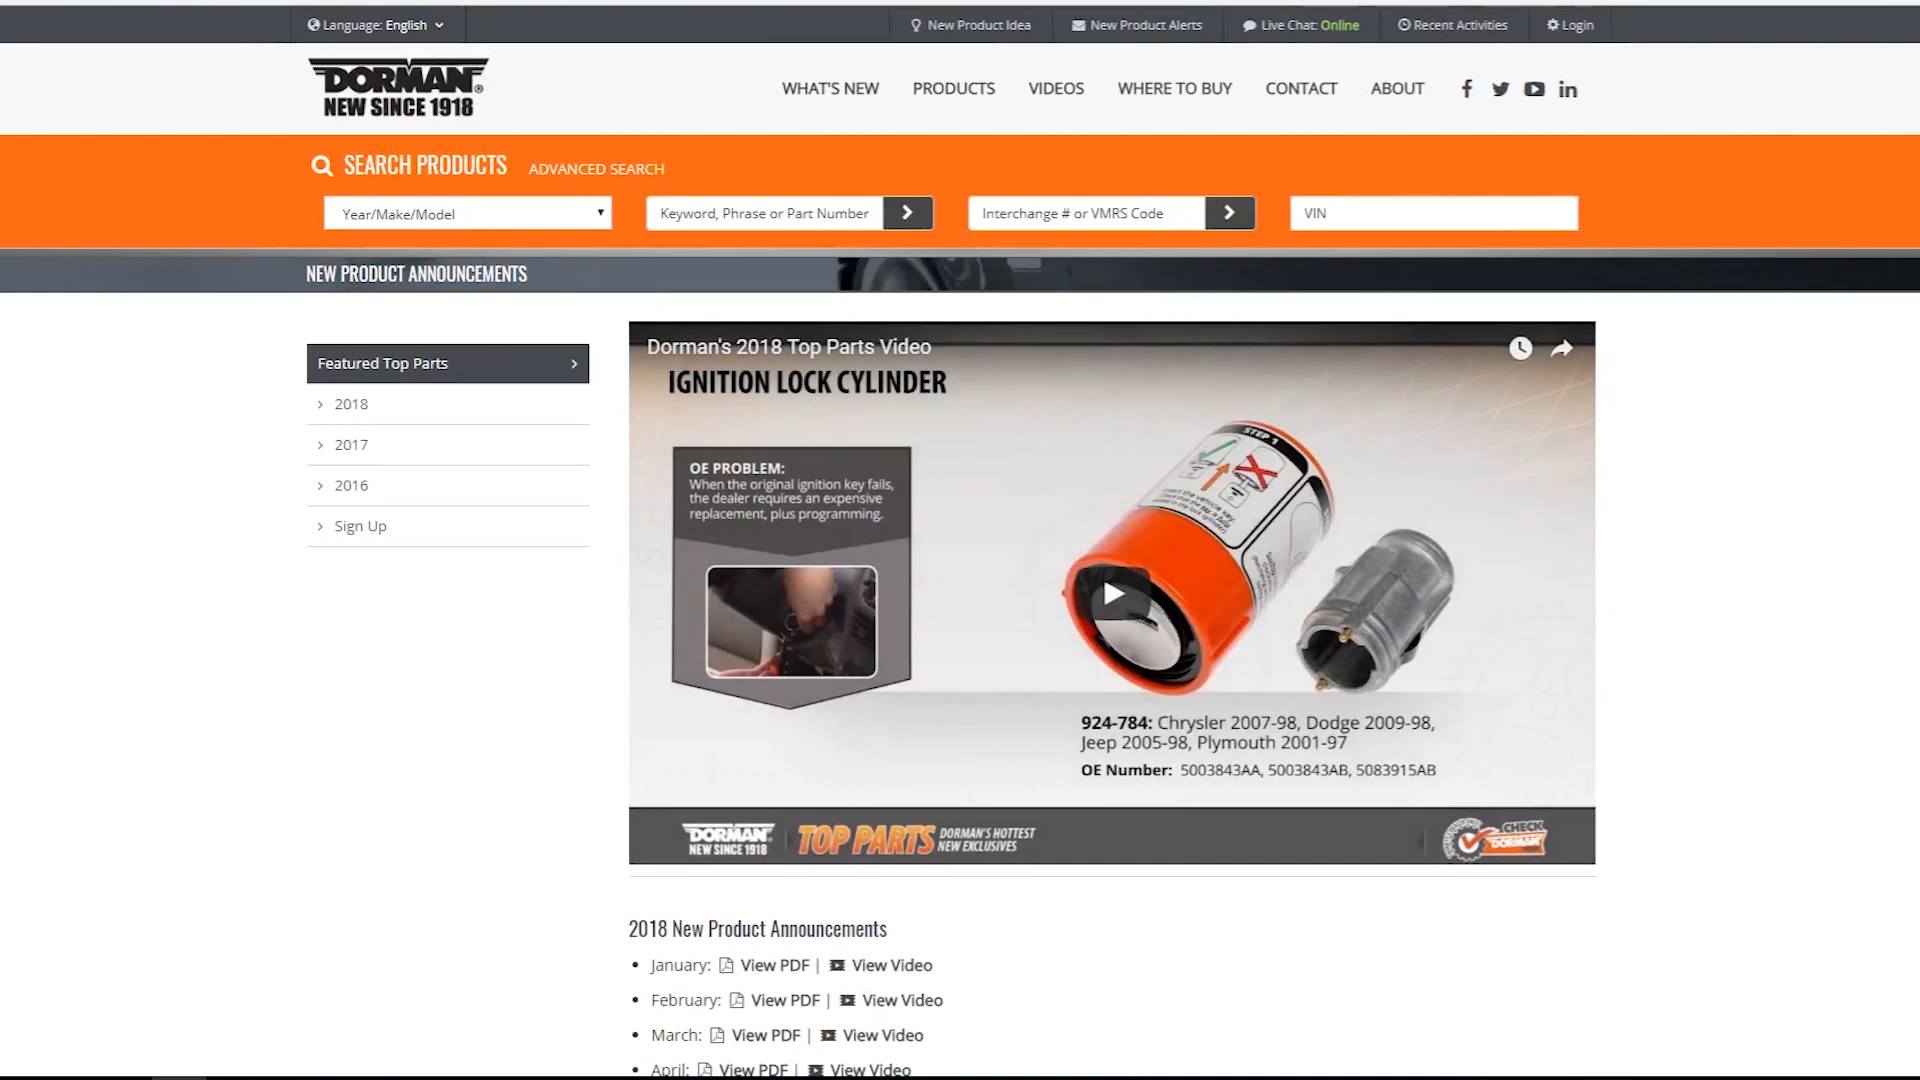 Language: English
New Product Idea
New Product Alerts
Live Chat: Online
Recent Activities
Login
DORMAN®
NEW SINCE 1918
WHAT'S NEW
PRODUCTS
VIDEOS
WHERE TO BUY
CONTACT
ABOUT
SEARCH PRODUCTS
ADVANCED SEARCH
Year/Make/Model
Keyword, Phrase or Part Number
Interchange # or VMRS Code
VIN
NEW PRODUCT ANNOUNCEMENTS
Featured Top Parts
2018
2017
2016
Sign Up
Dorman's 2018 Top Parts Video
IGNITION LOCK CYLINDER
OE PROBLEM:
When the original ignition key fails,
the dealer requires an expensive
replacement, plus programming.
STEP 1
924-784: Chrysler 2007-98, Dodge 2009-98,
Jeep 2005-98, Plymouth 2001-97
OE Number: 5003843AA, 5003843AB, 5083915AB
DORMAN
NEW SINCE 1918
TOP PARTS
DORMAN'S HOTTEST
NEW EXCLUSIVES
CHECK
DORMAN
2018 New Product Announcements
• January: View PDF | View Video
• February: View PDF | View Video
• March: View PDF | View Video
• April: View PDF | View Video